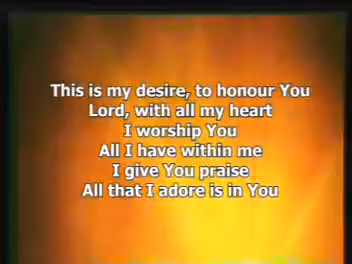 This is my desire, to honour You
Lord, with all my heart
I worship You
All I have within me
I give You praise
All that I adore is in You